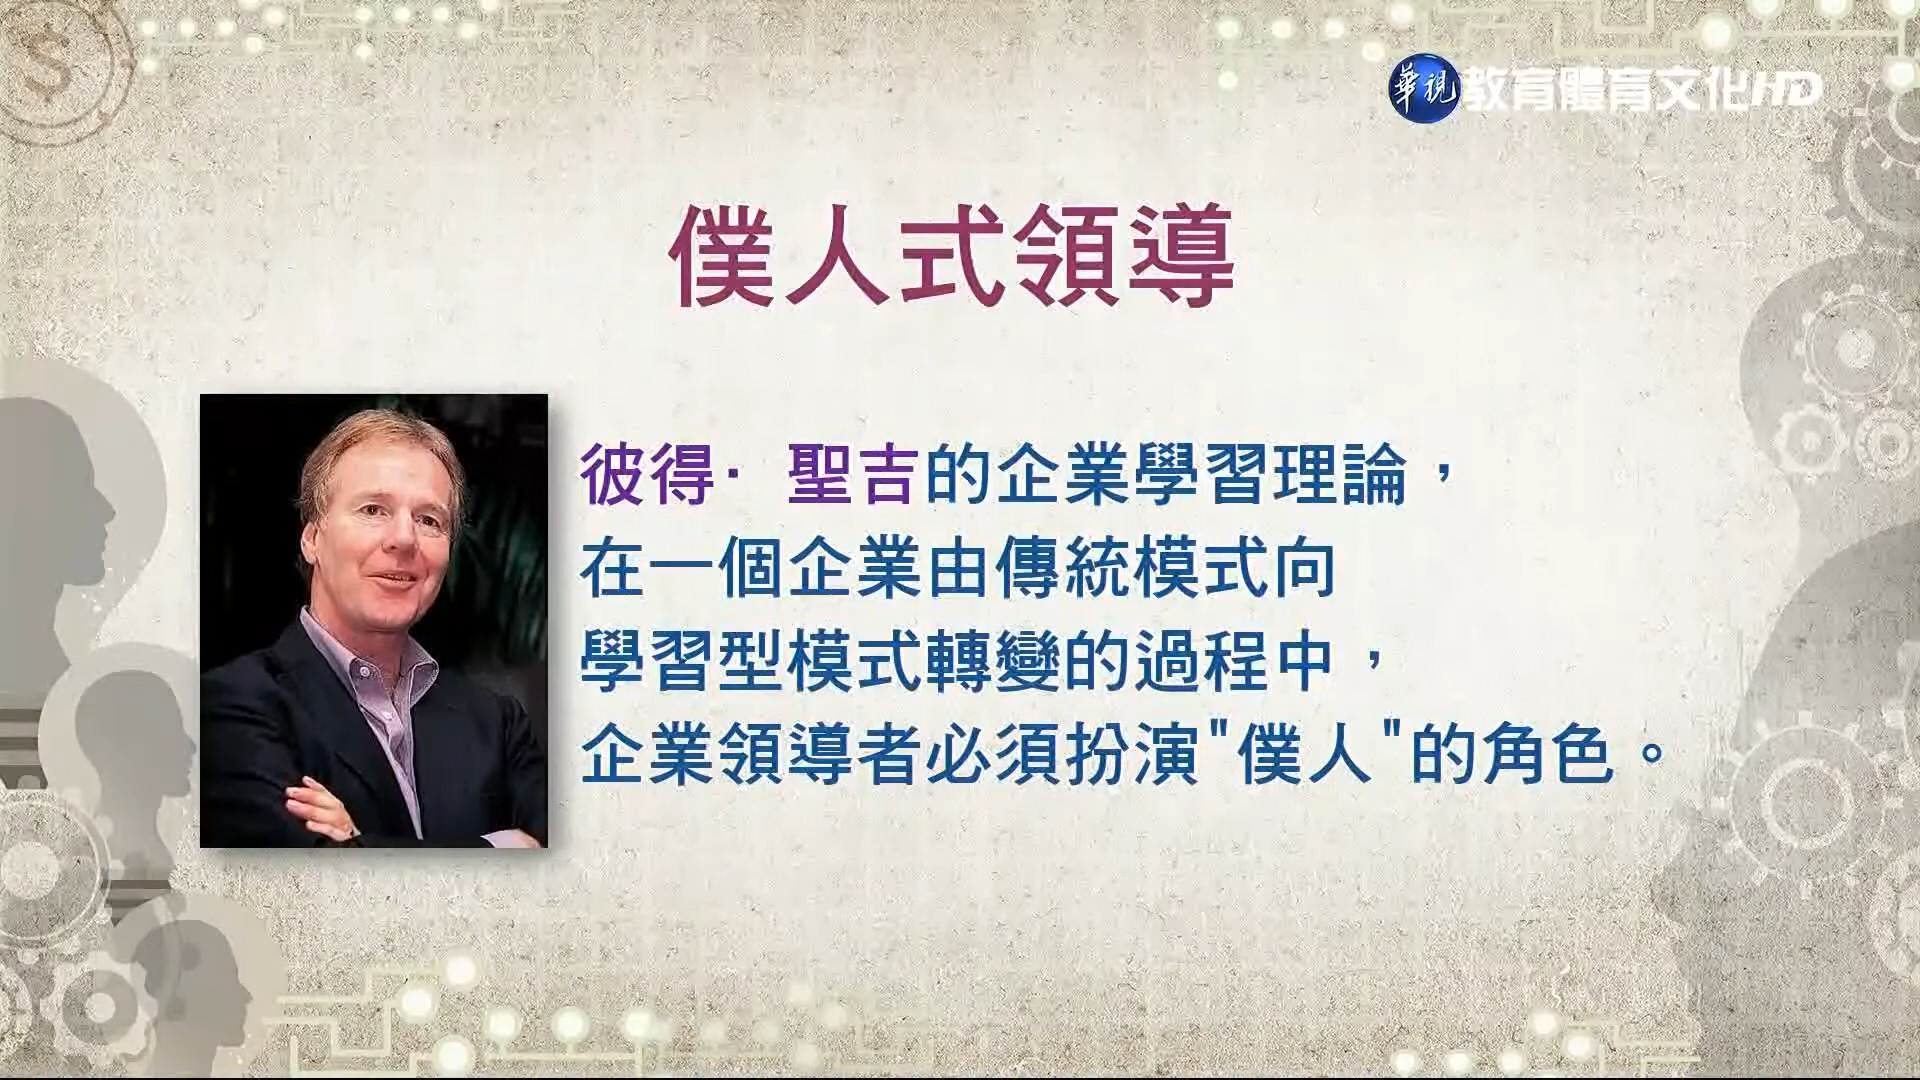 華視 教育體育文化HD
僕人式領導
彼得· 聖吉的企業學習理論，
在一個企業由傳統模式向
學習型模式轉變的過程中，
企業領導者必須扮演"僕人"的角色。